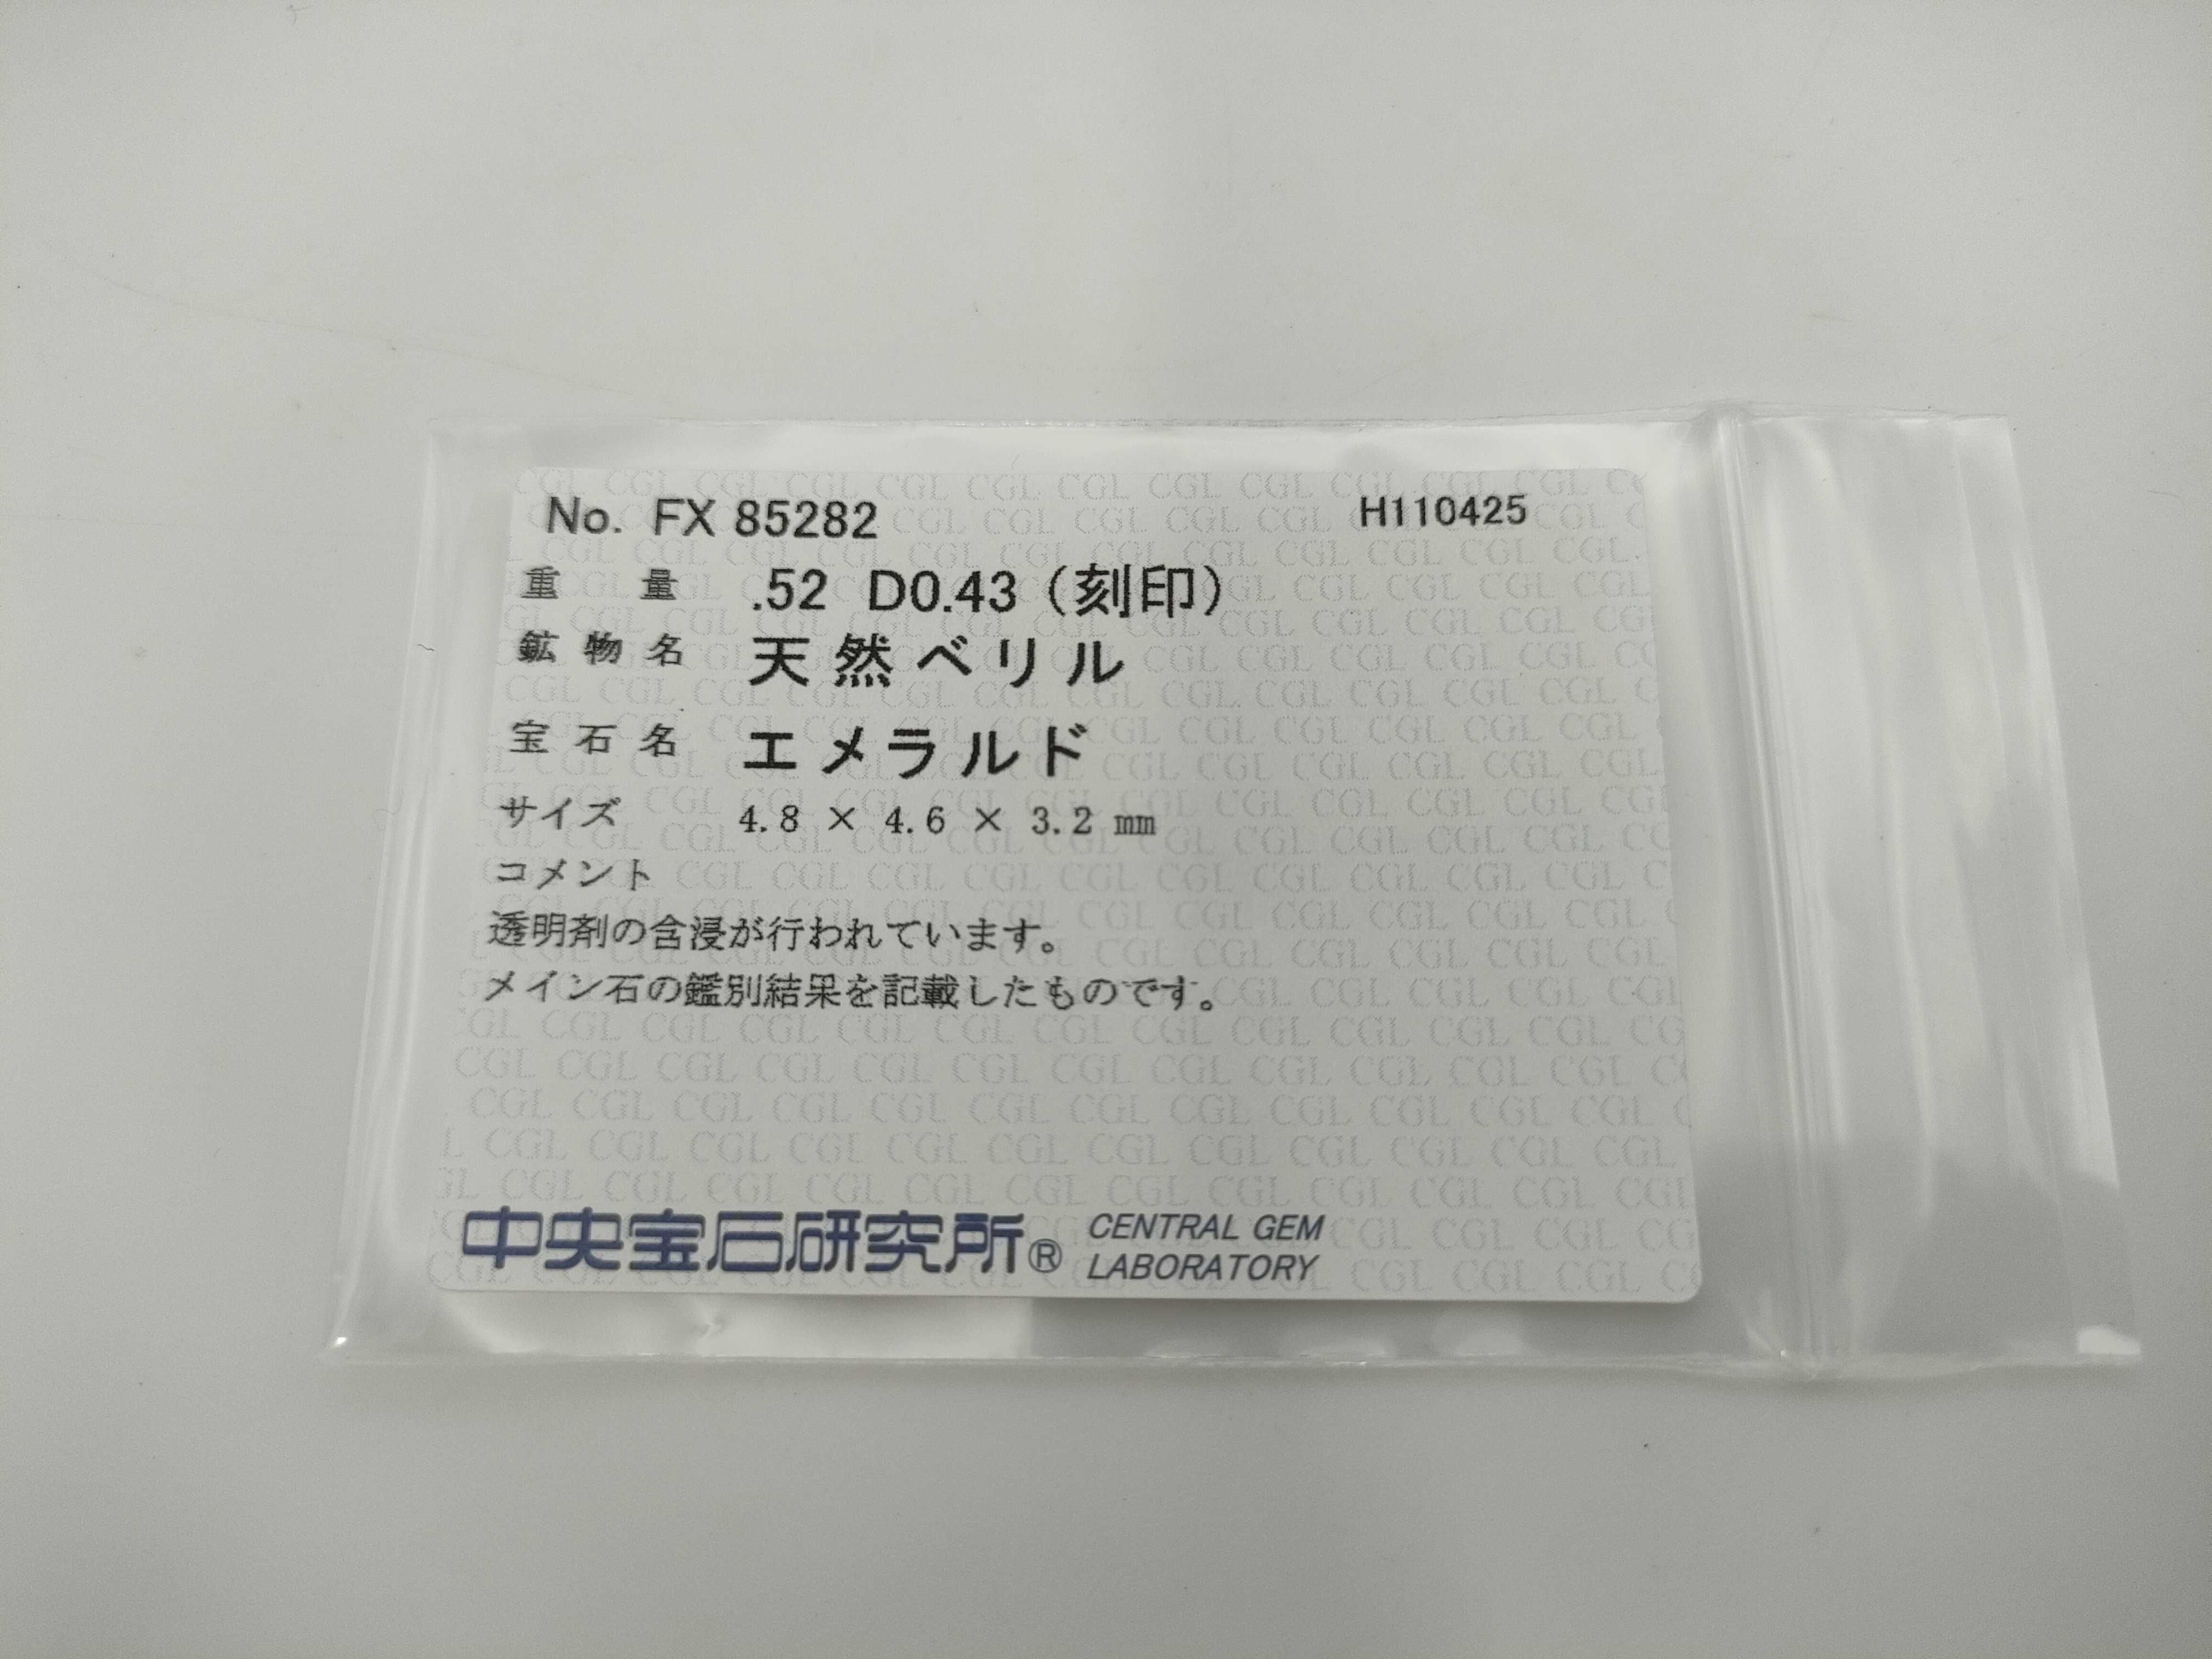 No. FX 85282 H110425
重量 .52 D0.43（刻印）
鉱物名 天然ベリル
宝石名 エメラルド
サイズ 4.8 × 4.6 × 3.2 mm
コメント
透明剤の含浸が行われています。
メイン石の鑑別結果を記載したものです。
中央宝石研究所® CENTRAL GEM
LABORATORY